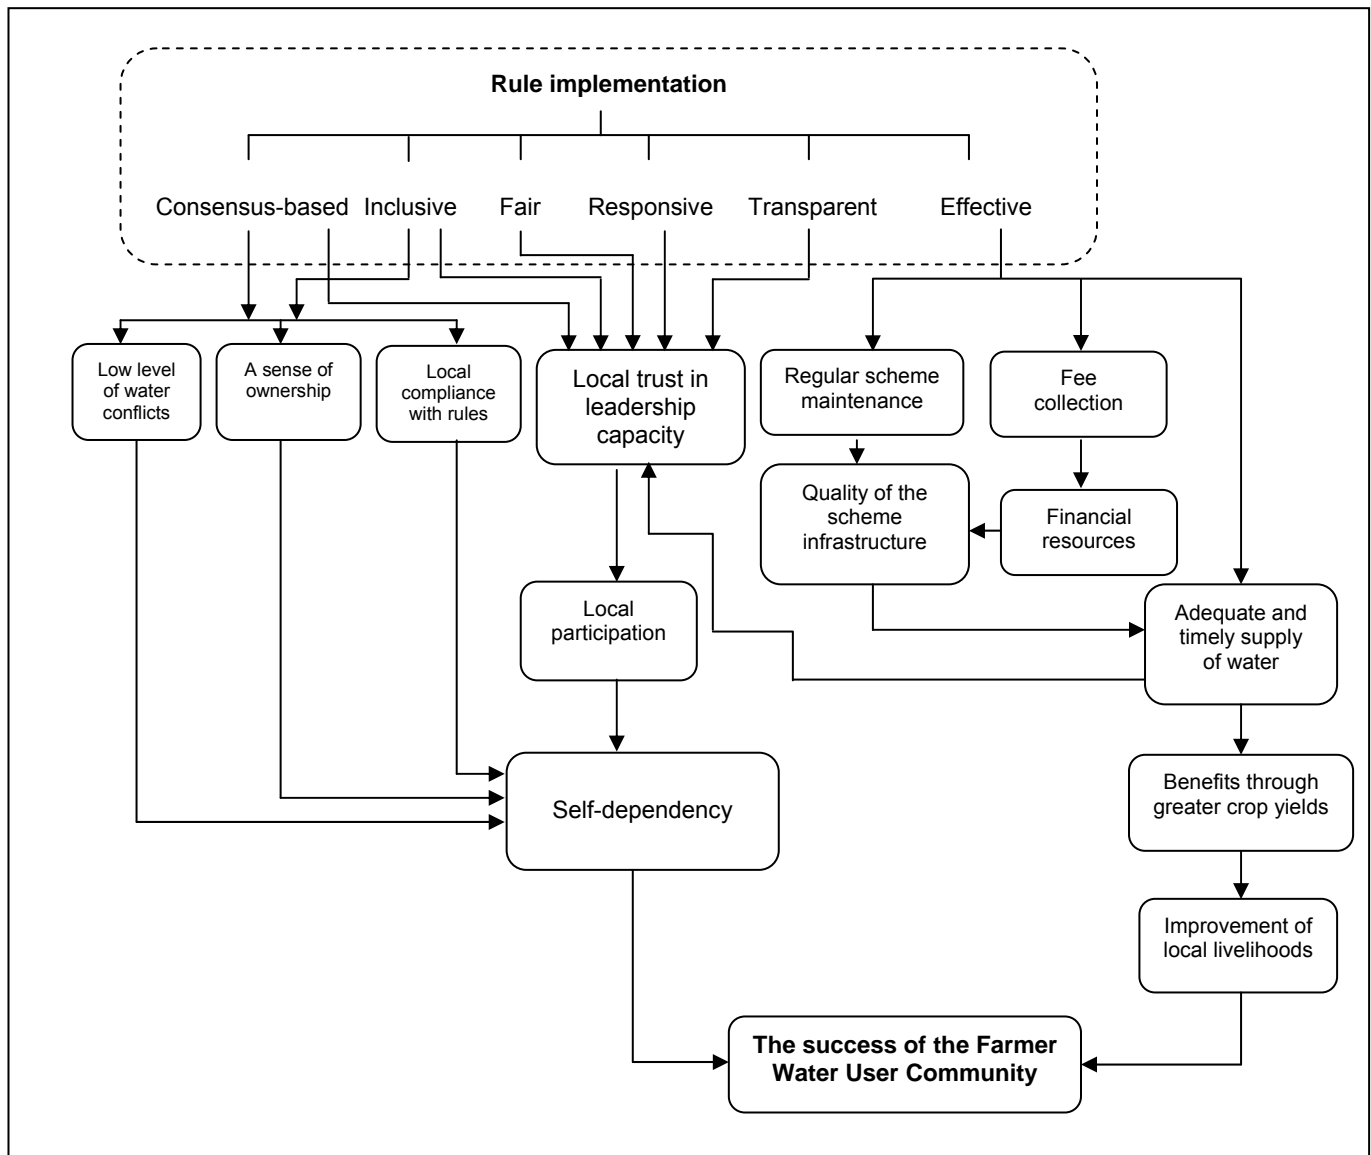 Rule implementation
Consensus-based Inclusive Fair Responsive Transparent Effective
Low level
of water
conflicts
A sense of
ownership
Local
compliance
with rules
Local trust in
leadership
capacity
Regular scheme
maintenance
Fee
collection
Quality of the
scheme
infrastructure
Financial
resources
Local
participation
Adequate and
timely supply
of water
Self-dependency
Benefits through
greater crop yields
Improvement of
local livelihoods
The success of the Farmer
Water User Community